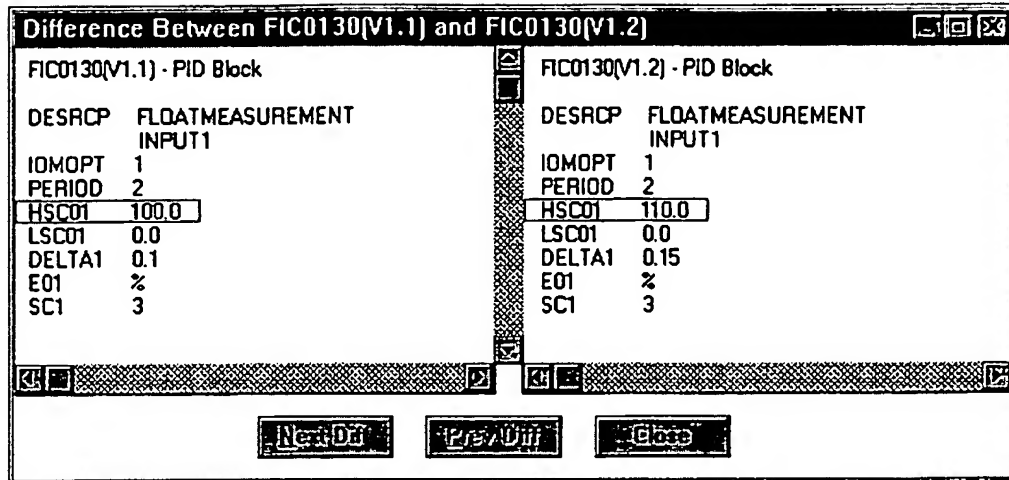 Difference Between FIC0130(V1.1) and FIC0130(V1.2)
FIC0130(V1.1) - PID Block
DESRCP FLOATMEASUREMENT
INPUT1
IOMOPT 1
PERIOD 2
HSC01 100.0
LSC01 0.0
DELTA1 0.1
E01 %
SC1 3
FIC0130(V1.2) - PID Block
DESRCP FLOATMEASUREMENT
INPUT1
IOMOPT 1
PERIOD 2
HSC01 110.0
LSC01 0.0
DELTA1 0.15
E01 %
SC1 3
Next Diff Prev Diff Close